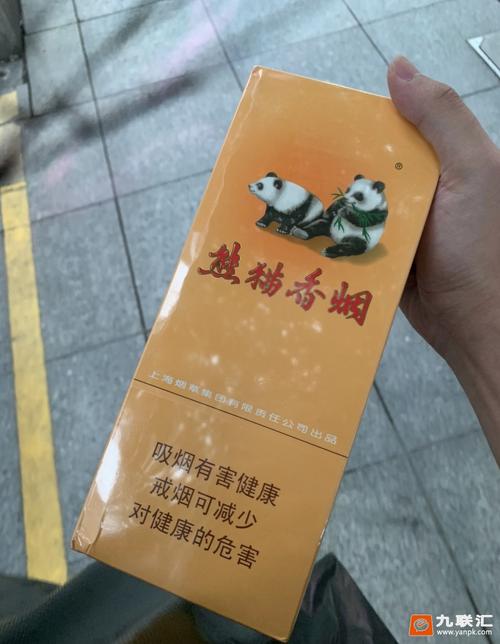 ®
熊猫香烟
上海烟草集团有限责任公司出品
吸烟有害健康
戒烟可减少
对健康的危害
九联汇
www.yanpk.com